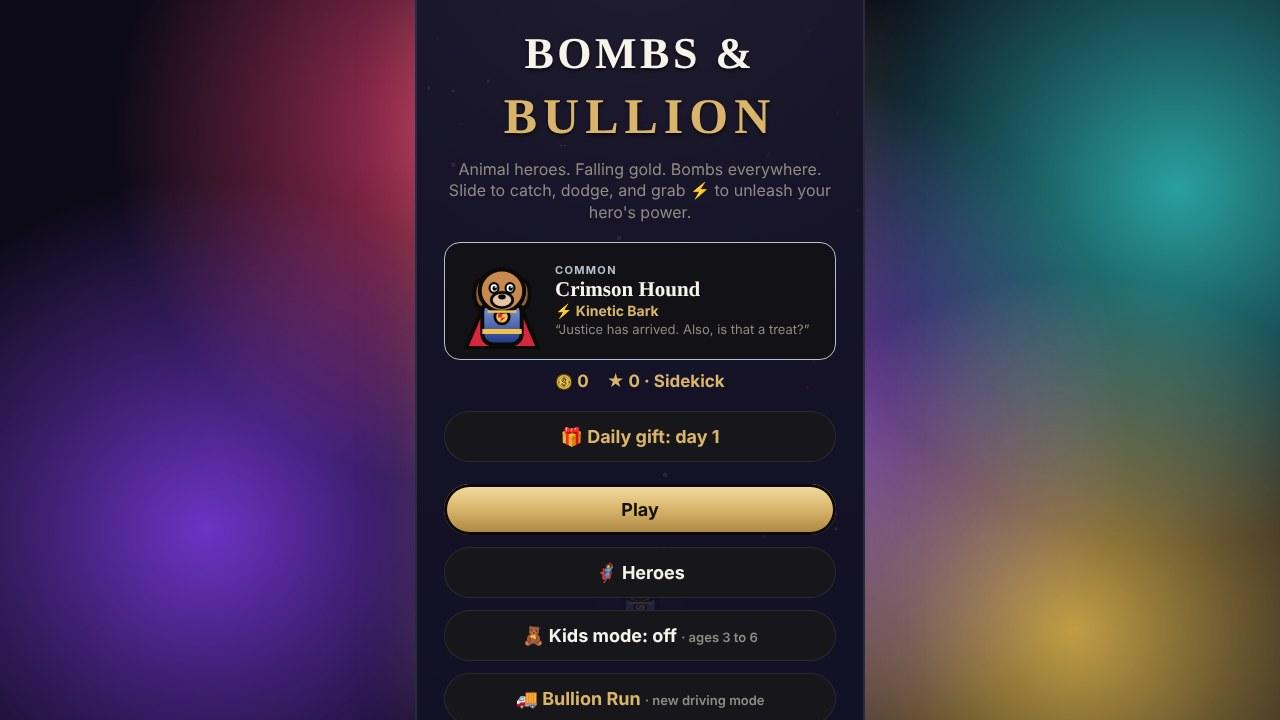 BOMBS &
BULLION
Animal heroes. Falling gold. Bombs everywhere.
Slide to catch, dodge, and grab ⚡ to unleash your
hero's power.
COMMON
Crimson Hound
⚡ Kinetic Bark
“Justice has arrived. Also, is that a treat?”
0 ★ 0 · Sidekick
🎁 Daily gift: day 1
Play
Heroes
🧸 Kids mode: off · ages 3 to 6
🚚 Bullion Run · new driving mode